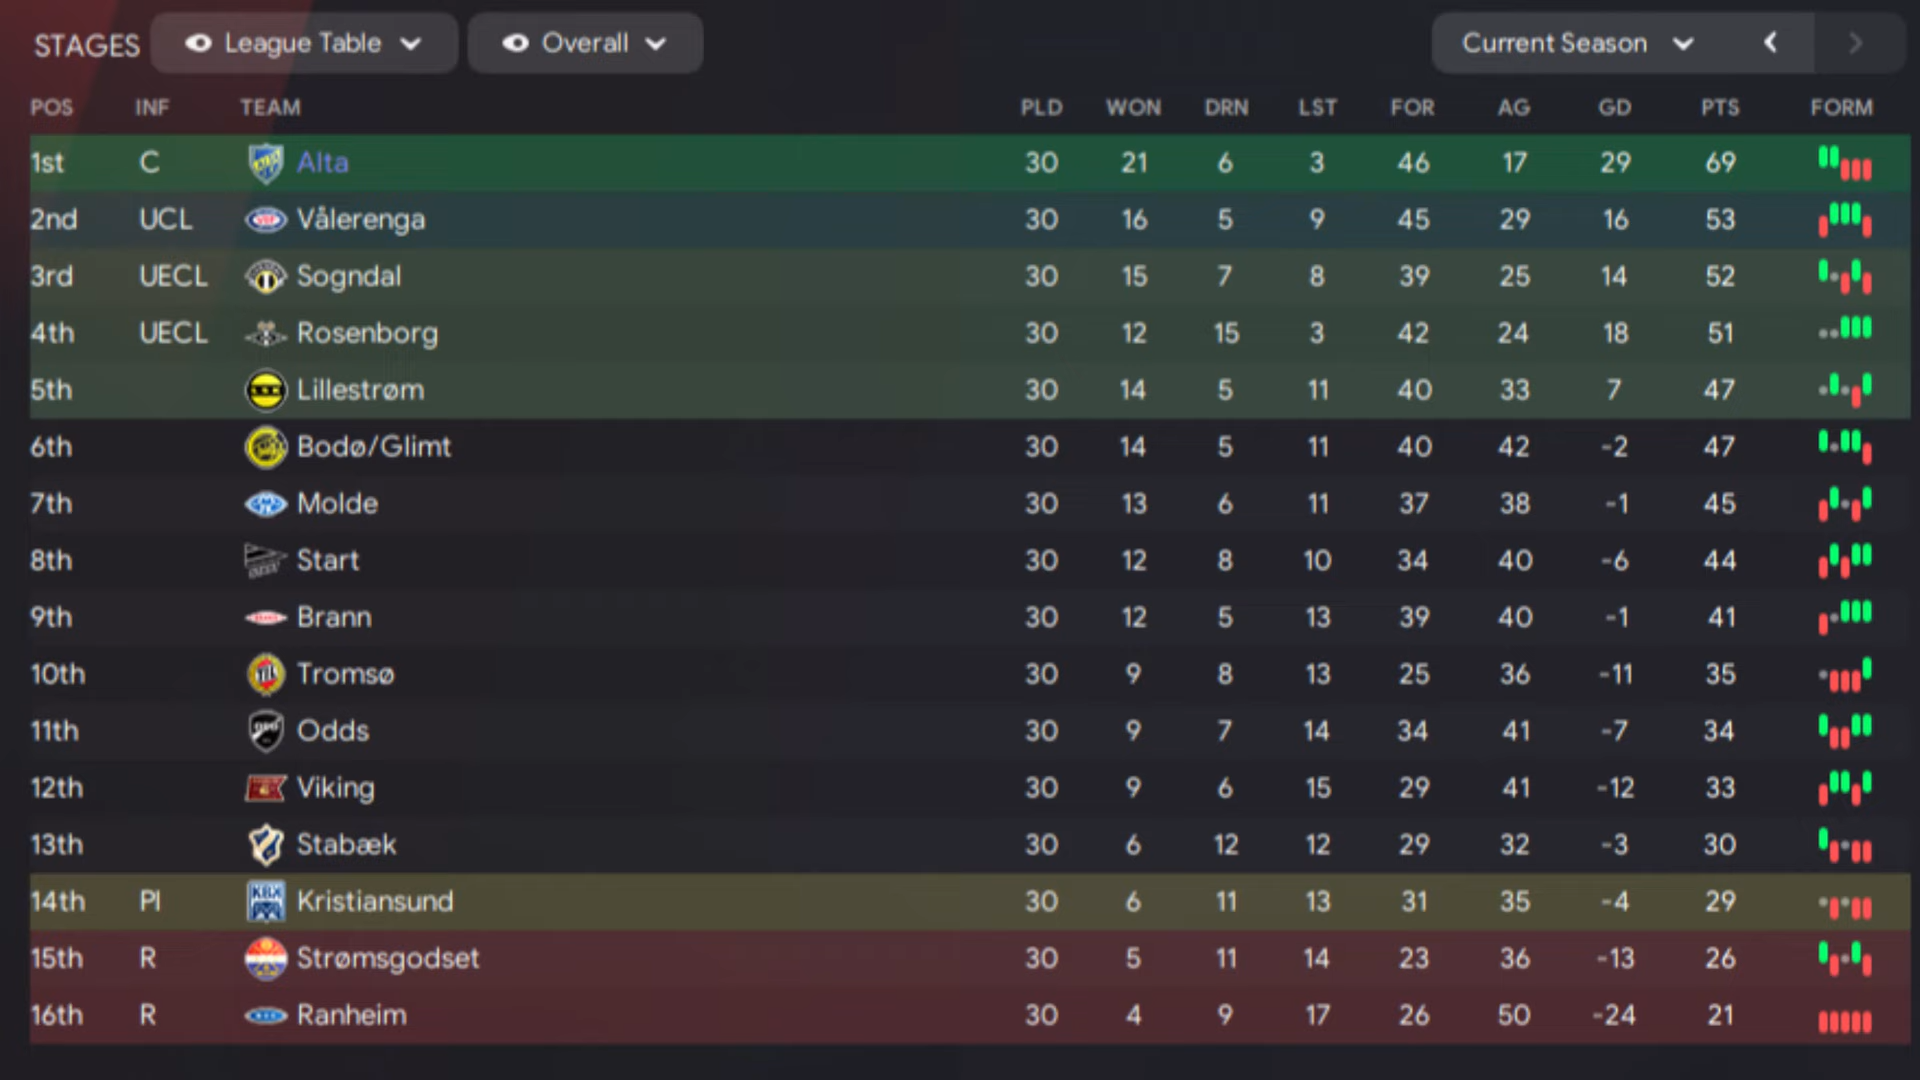 STAGES League Table Overall Current Season
POS INF TEAM PLD WON DRN LST FOR AG GD PTS FORM
1st C Alta 30 21 6 3 46 17 29 69
2nd UCL Vålerenga 30 16 5 9 45 29 16 53
3rd UECL Sogndal 30 15 7 8 39 25 14 52
4th UECL Rosenborg 30 12 15 3 42 24 18 51
5th Lillestrøm 30 14 5 11 40 33 7 47
6th Bodø/Glimt 30 14 5 11 40 42 -2 47
7th Molde 30 13 6 11 37 38 -1 45
8th Start 30 12 8 10 34 40 -6 44
9th Brann 30 12 5 13 39 40 -1 41
10th Tromsø 30 9 8 13 25 36 -11 35
11th Odds 30 9 7 14 34 41 -7 34
12th Viking 30 9 6 15 29 41 -12 33
13th Stabæk 30 6 12 12 29 32 -3 30
14th Pl Kristiansund 30 6 11 13 31 35 -4 29
15th R Strømsgodset 30 5 11 14 23 36 -13 26
16th R Ranheim 30 4 9 17 26 50 -24 21